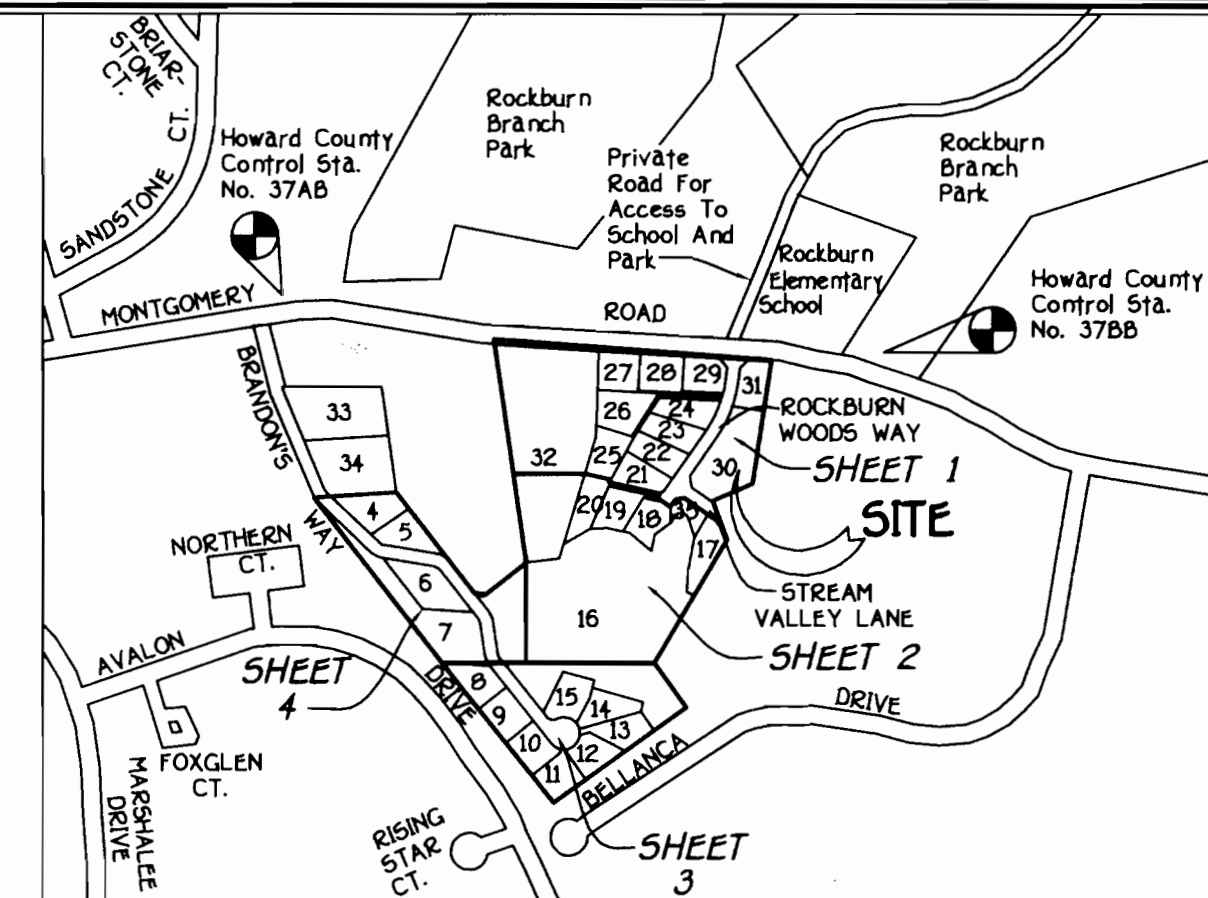 BRIAR-
STONE
CT.
SANDSTONE CT.
Howard County
Control Sta.
No. 37AB
Rockburn
Branch
Park
Private
Road For
Access To
School And
Park
Rockburn
Branch
Park
Rockburn
Elementary
School
Howard County
Control Sta.
No. 37BB
MONTGOMERY ROAD
BRANDON'S WAY
33
34
32
27
28
29
31
26
24
23
22
21
25
30
ROCKBURN
WOODS WAY
SHEET 1
SITE
20
19
18
35
17
STREAM
VALLEY LANE
4
5
6
7
16
SHEET 2
NORTHERN
CT.
AVALON DRIVE
SHEET
4
8
9
10
11
12
13
14
15
BELLANCA DRIVE
FOXGLEN
CT.
MARSHALEE
DRIVE
RISING
STAR
CT.
SHEET
3